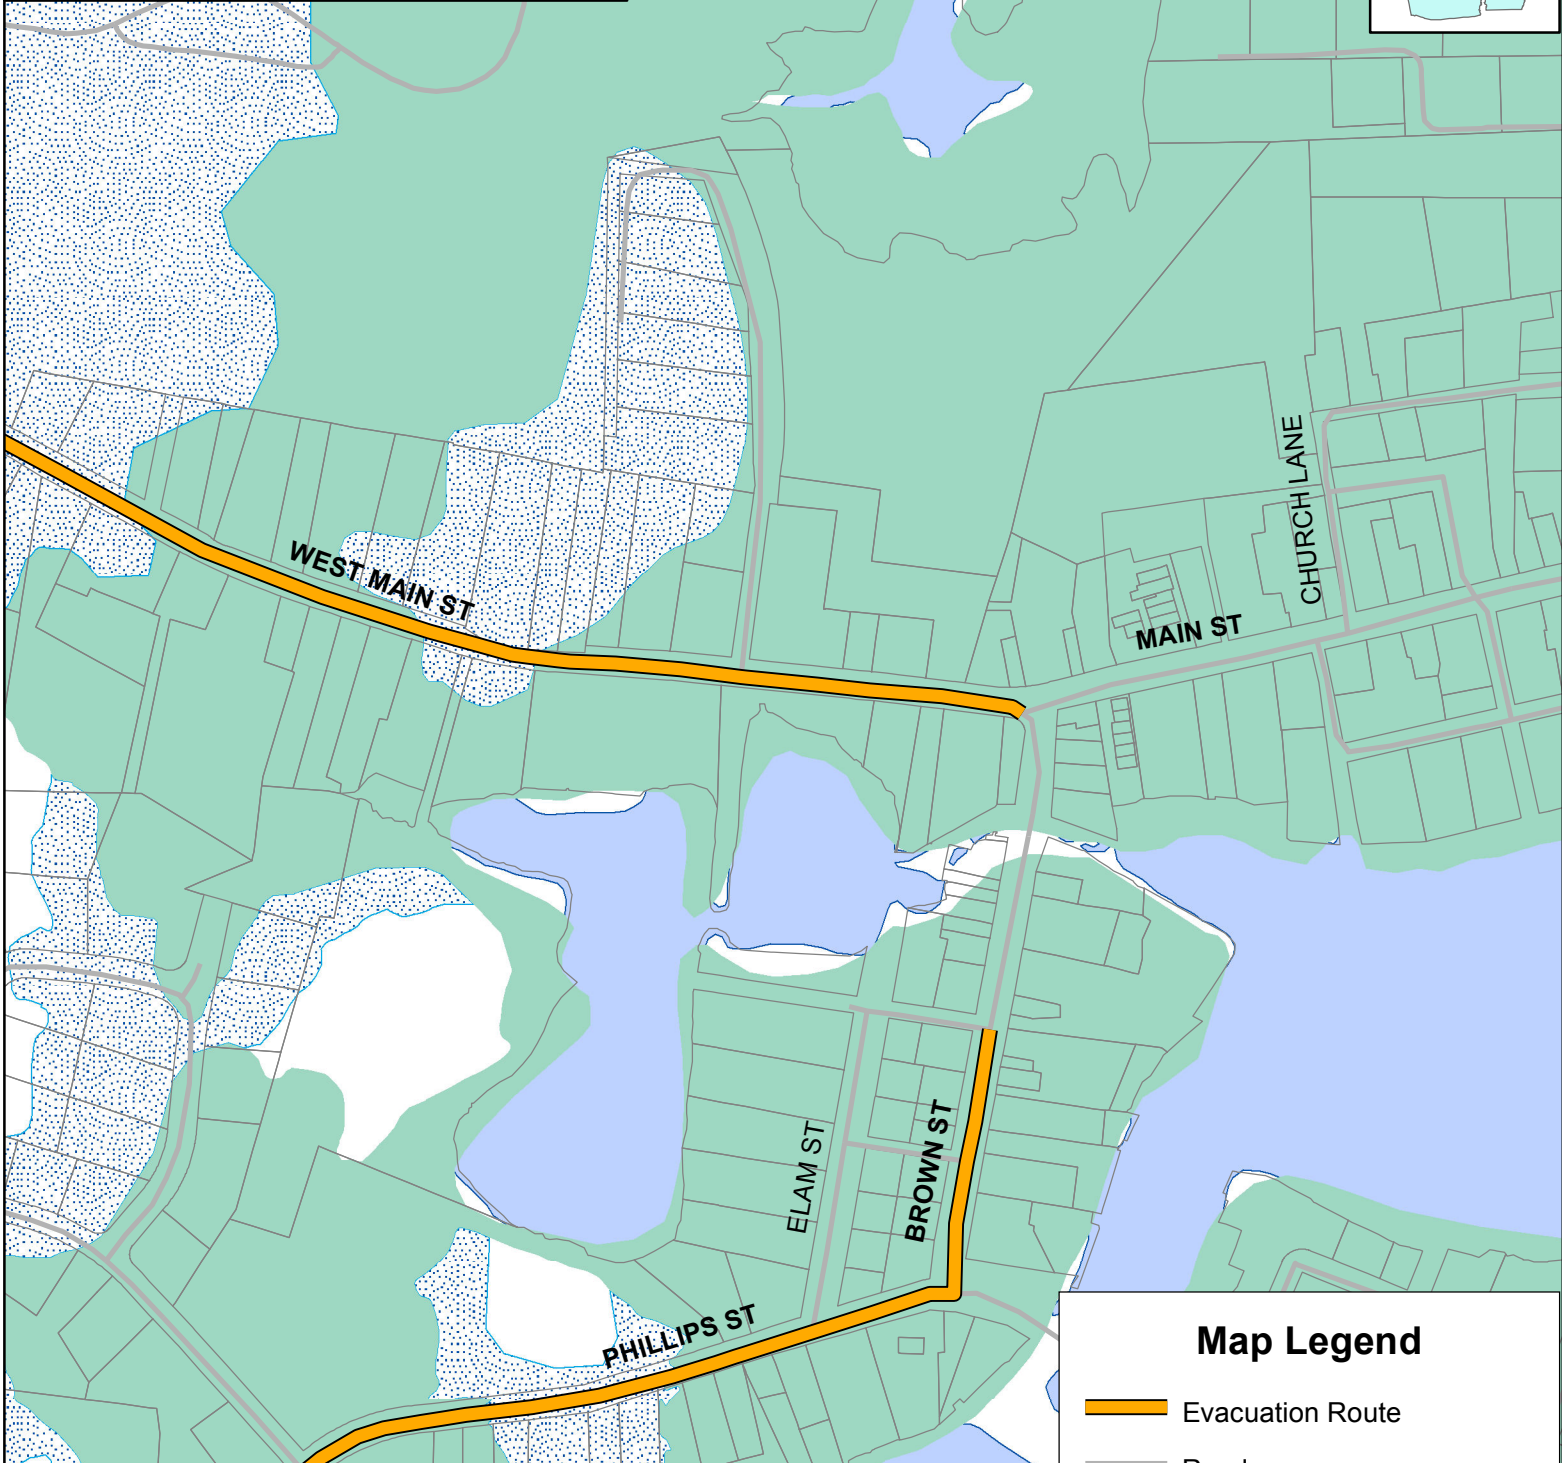 WEST MAIN ST
CHURCH LANE
MAIN ST
ELAM ST
BROWN ST
PHILLIPS ST
Map Legend
Evacuation Route